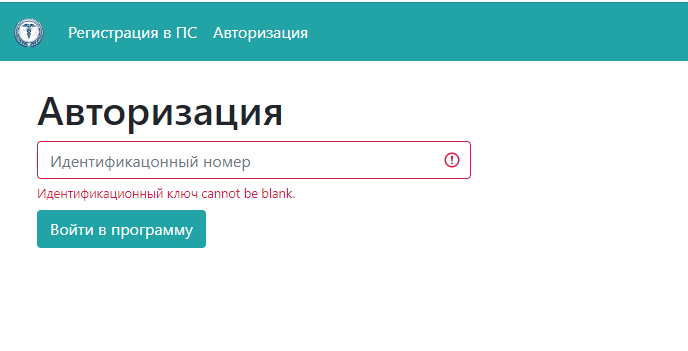 Регистрация в ПС Авторизация
Авторизация
Идентификацонный номер
Идентификационный ключ cannot be blank.
Войти в программу